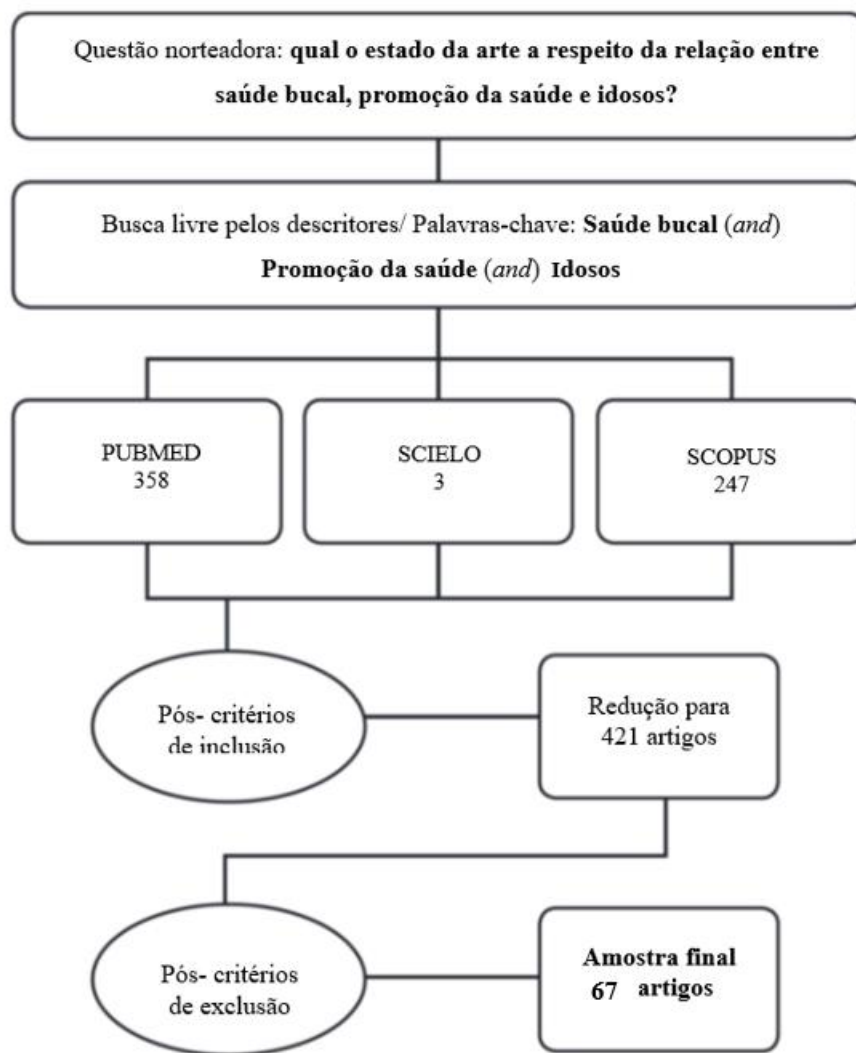 Questão norteadora: qual o estado da arte a respeito da relação entre
saúde bucal, promoção da saúde e idosos?
Busca livre pelos descritores/ Palavras-chave: Saúde bucal (and)
Promoção da saúde (and) Idosos
PUBMED
358
SCIELO
3
SCOPUS
247
Pós- critérios
de inclusão
Redução para
421 artigos
Pós- critérios
de exclusão
Amostra final
67 artigos